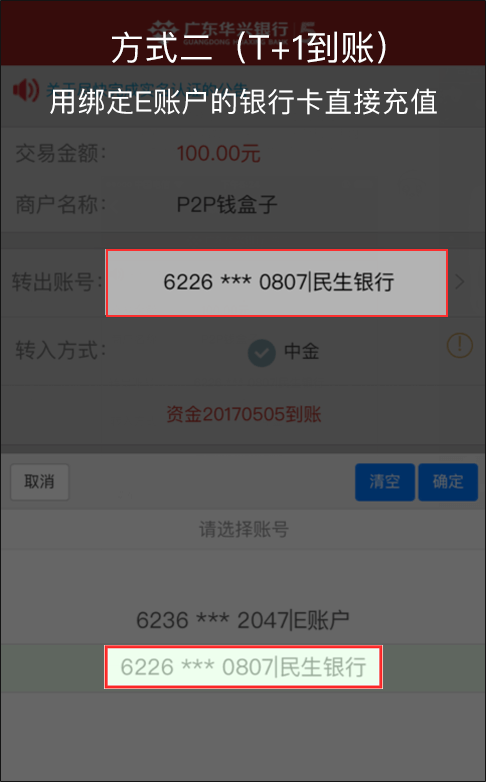 广东华兴银行
GUANGDONG HUAXING BANK
方式二（T+1到账）
用绑定E账户的银行卡直接充值
交易金额： 100.00元
商户名称： P2P钱盒子
转出账号： 6226 *** 0807|民生银行
转入方式： 中金
资金20170505到账
取消 清空 确定
请选择账号
6236 *** 2047|E账户
6226 *** 0807|民生银行